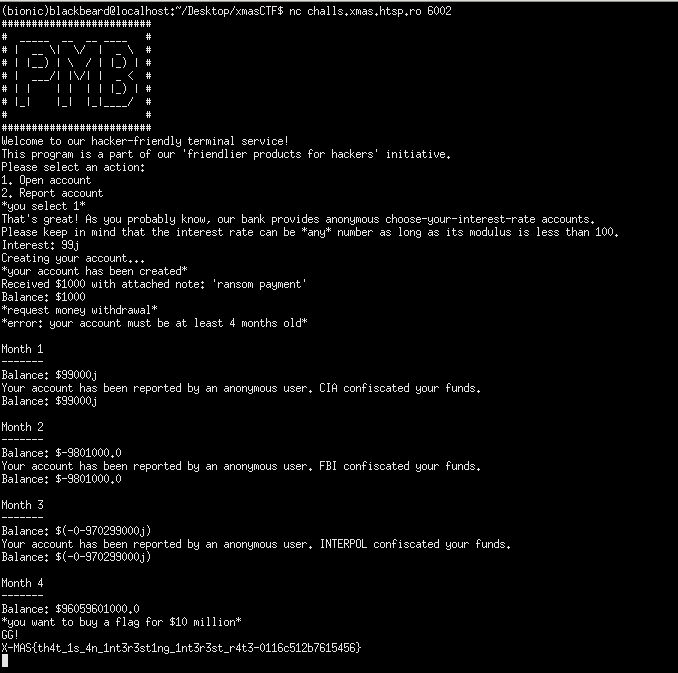 (bionic)blackbeard@localhost:~/Desktop/xmasCTF$ nc challs.xmas.htsp.ro 6002
########################
#  _____  __  __ ____   #
# |  __ \|  \/  |  _ \  #
# | |__) | \  / | |_) | #
# |  ___/| |\/| |  _ <  #
# | |    | |  | | |_) | #
# |_|    |_|  |_|____/  #
#                       #
########################
Welcome to our hacker-friendly terminal service!
This program is a part of our 'friendlier products for hackers' initiative.
Please select an action:
1. Open account
2. Report account
*you select 1*
That's great! As you probably know, our bank provides anonymous choose-your-interest-rate accounts.
Please keep in mind that the interest rate can be *any* number as long as its modulus is less than 100.
Interest: 99j
Creating your account...
*your account has been created*
Received $1000 with attached note: 'ransom payment'
Balance: $1000
*request money withdrawal*
*error: your account must be at least 4 months old*

Month 1
-------
Balance: $99000j
Your account has been reported by an anonymous user. CIA confiscated your funds.
Balance: $99000j

Month 2
-------
Balance: $-9801000.0
Your account has been reported by an anonymous user. FBI confiscated your funds.
Balance: $-9801000.0

Month 3
-------
Balance: $(-0-970299000j)
Your account has been reported by an anonymous user. INTERPOL confiscated your funds.
Balance: $(-0-970299000j)

Month 4
-------
Balance: $96059601000.0
*you want to buy a flag for $10 million*
GG!
X-MAS{th4t_1s_4n_1nt3r3st1ng_1nt3r3st_r4t3-0116c512b7615456}